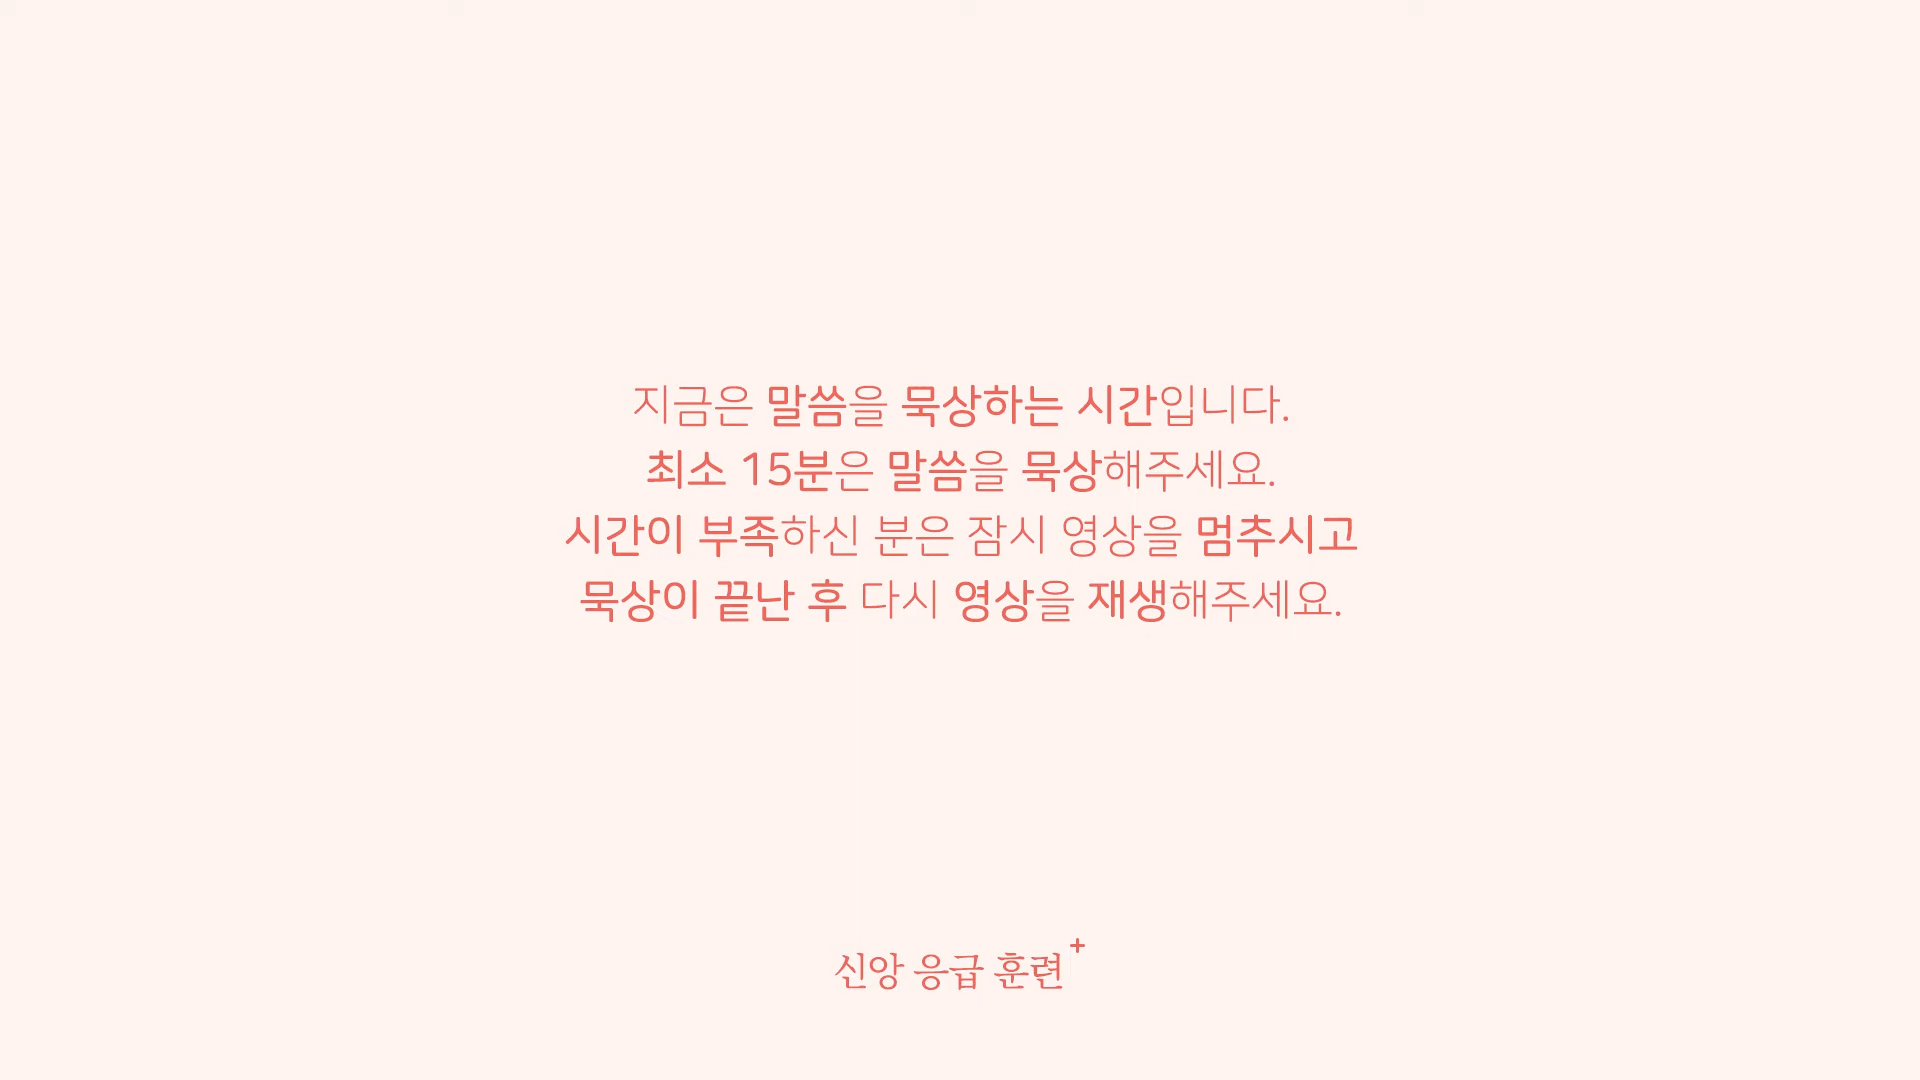 지금은 말씀을 묵상하는 시간입니다.
최소 15분은 말씀을 묵상해주세요.
시간이 부족하신 분은 잠시 영상을 멈추시고
묵상이 끝난 후 다시 영상을 재생해주세요.
신앙 응급 훈련+